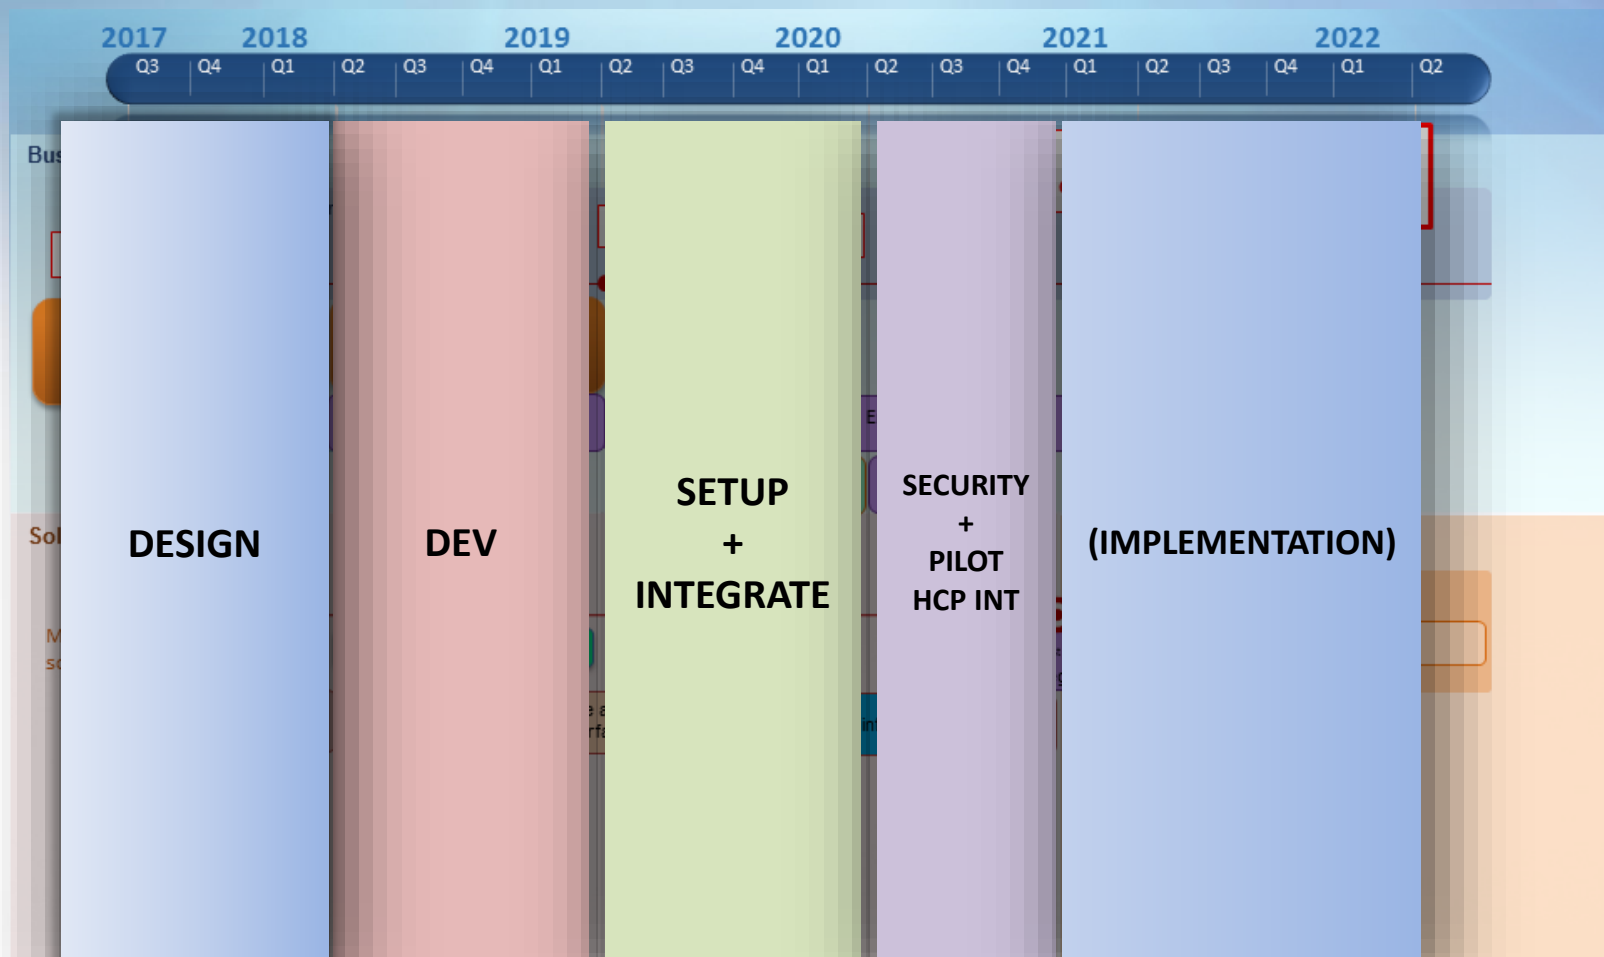 2017 2018 2019 2020 2021 2022
Q3 Q4 Q1 Q2 Q3 Q4 Q1 Q2 Q3 Q4 Q1 Q2 Q3 Q4 Q1 Q2 Q3 Q4 Q1 Q2
DESIGN
DEV
SETUP
+
INTEGRATE
SECURITY
+
PILOT
HCP INT
(IMPLEMENTATION)